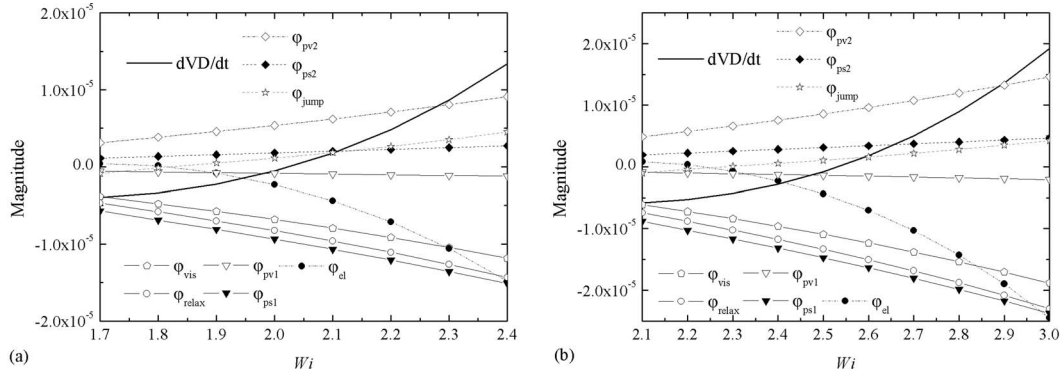 φpv2
dVD/dt
φps2
φjump
1.0x10⁻⁵
0.0
-1.0x10⁻⁵
-2.0x10⁻⁵
Magnitude
φvis
φpv1
φel
φrelax
φps1
1.7 1.8 1.9 2.0 2.1 2.2 2.3 2.4
(a)
Wi
2.0x10⁻⁵
1.0x10⁻⁵
0.0
-1.0x10⁻⁵
-2.0x10⁻⁵
Magnitude
φpv2
dVD/dt
φps2
φjump
φvis
φpv1
φrelax
φps1
φel
2.1 2.2 2.3 2.4 2.5 2.6 2.7 2.8 2.9 3.0
(b)
Wi